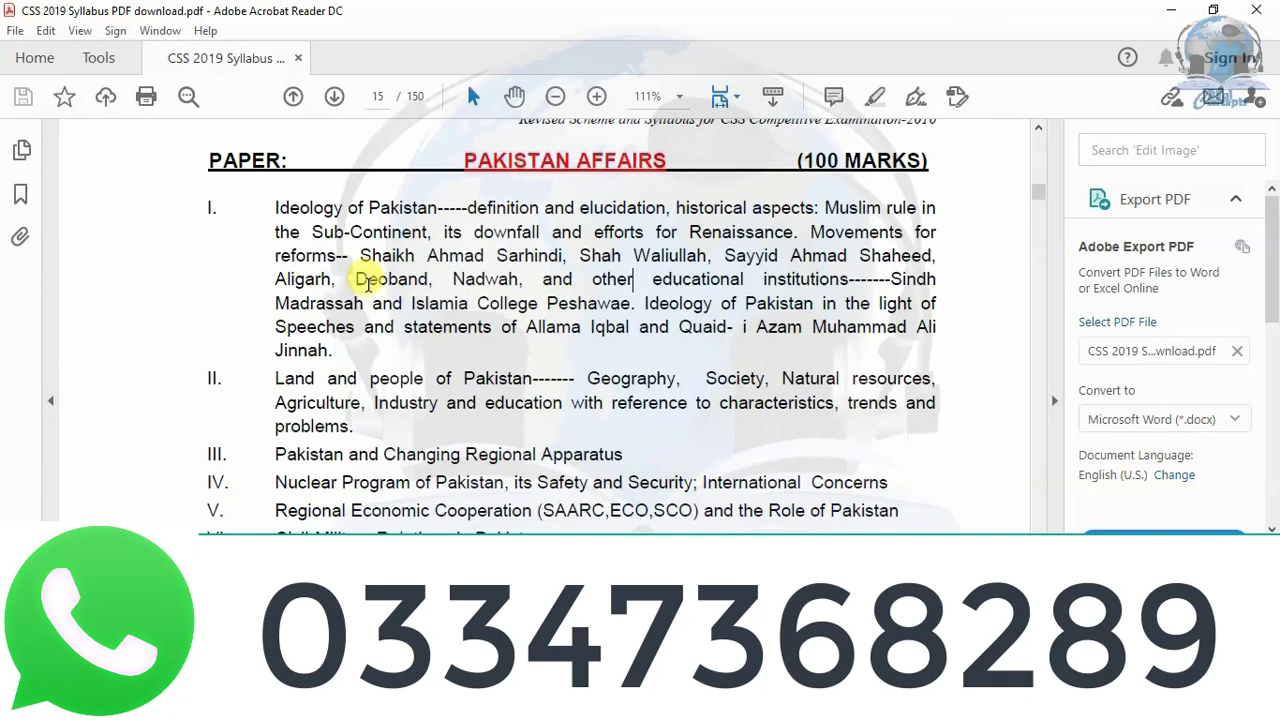 CSS 2019 Syllabus PDF download.pdf - Adobe Acrobat Reader DC
File Edit View Sign Window Help
Home Tools CSS 2019 Syllabus ... ×
Sign In
15 / 150 111%
Revised Scheme and Syllabus for CSS Competitive Examination-2016
PAPER: PAKISTAN AFFAIRS (100 MARKS)
I. Ideology of Pakistan-----definition and elucidation, historical aspects: Muslim rule in
the Sub-Continent, its downfall and efforts for Renaissance. Movements for
reforms-- Shaikh Ahmad Sarhindi, Shah Waliullah, Sayyid Ahmad Shaheed,
Aligarh, Deoband, Nadwah, and other educational institutions-------Sindh
Madrassah and Islamia College Peshawae. Ideology of Pakistan in the light of
Speeches and statements of Allama Iqbal and Quaid- i Azam Muhammad Ali
Jinnah.
II. Land and people of Pakistan------- Geography, Society, Natural resources,
Agriculture, Industry and education with reference to characteristics, trends and
problems.
III. Pakistan and Changing Regional Apparatus
IV. Nuclear Program of Pakistan, its Safety and Security; International Concerns
V. Regional Economic Cooperation (SAARC,ECO,SCO) and the Role of Pakistan
Search 'Edit Image'
Export PDF
Adobe Export PDF
Convert PDF Files to Word
or Excel Online
Select PDF File
CSS 2019 S...wnload.pdf ×
Convert to
Microsoft Word (*.docx)
Document Language:
English (U.S.) Change
03347368289